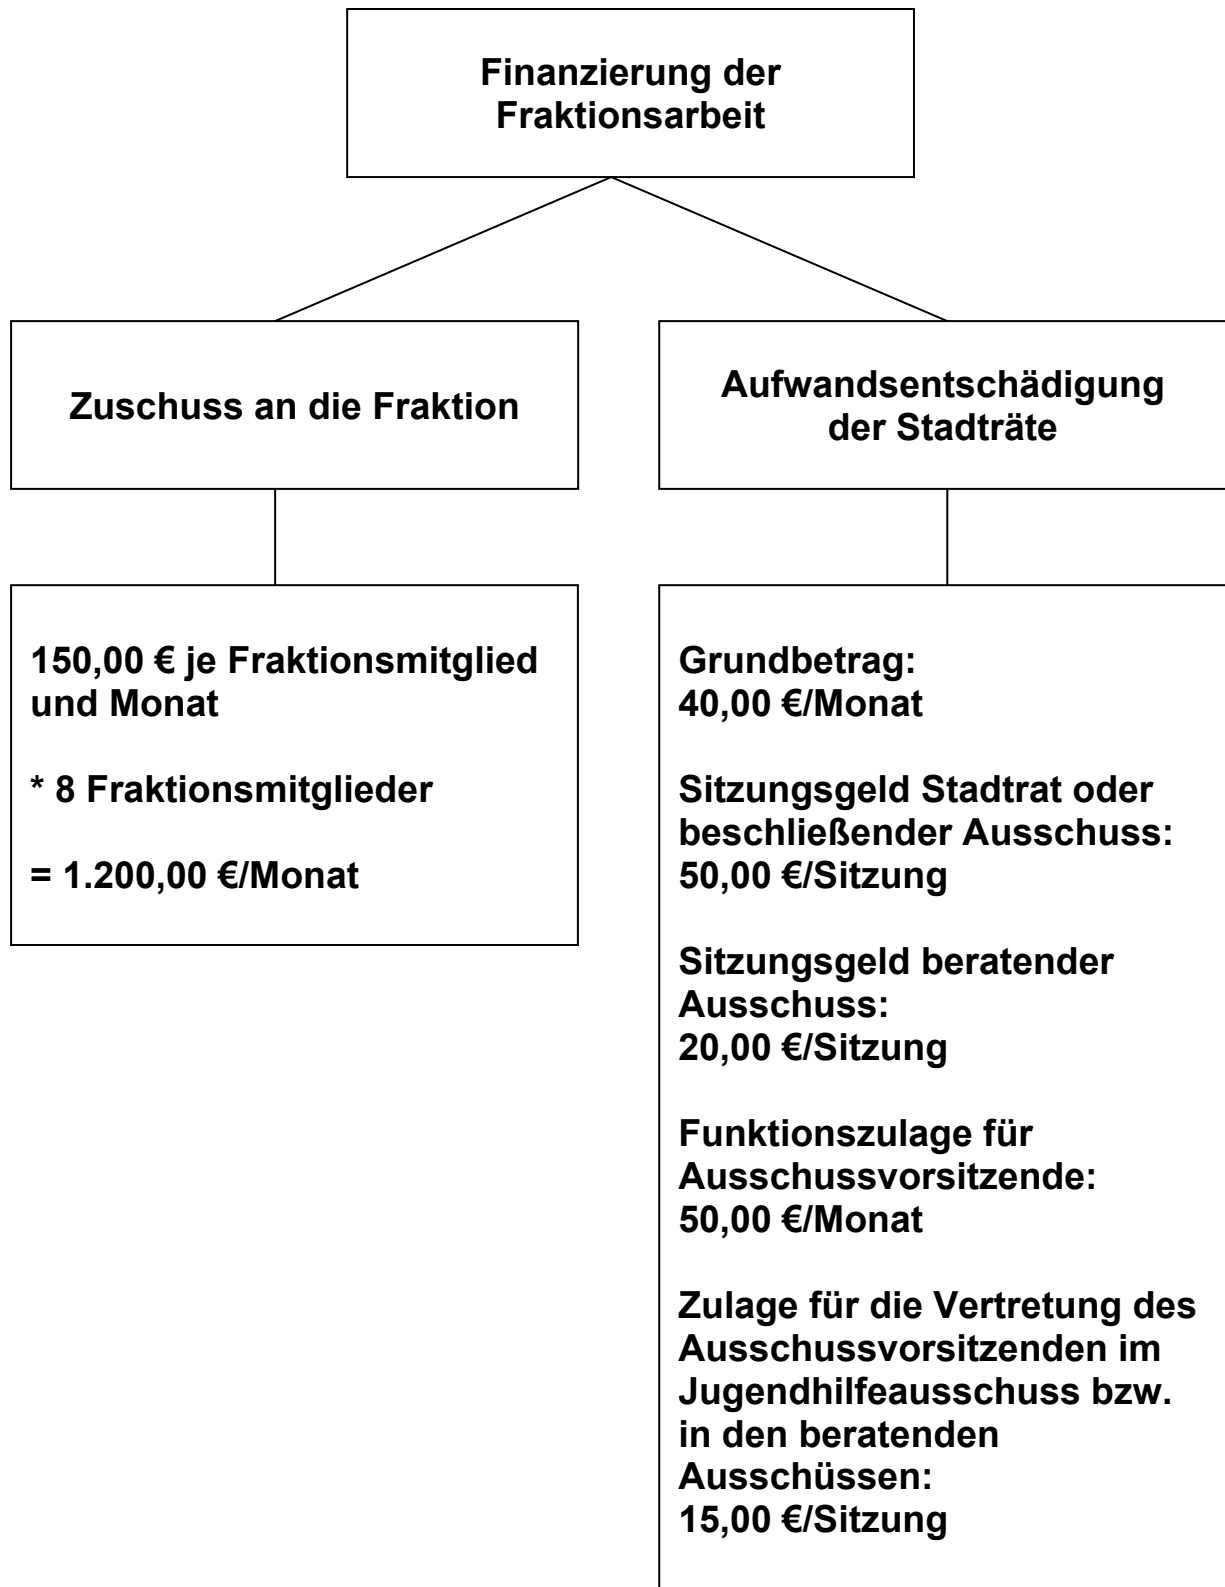 Finanzierung der
Fraktionsarbeit
Zuschuss an die Fraktion
Aufwandsentschädigung
der Stadträte
150,00 € je Fraktionsmitglied
und Monat
* 8 Fraktionsmitglieder
= 1.200,00 €/Monat
Grundbetrag:
40,00 €/Monat
Sitzungsgeld Stadtrat oder
beschließender Ausschuss:
50,00 €/Sitzung
Sitzungsgeld beratender
Ausschuss:
20,00 €/Sitzung
Funktionszulage für
Ausschussvorsitzende:
50,00 €/Monat
Zulage für die Vertretung des
Ausschussvorsitzenden im
Jugendhilfeausschuss bzw.
in den beratenden
Ausschüssen:
15,00 €/Sitzung